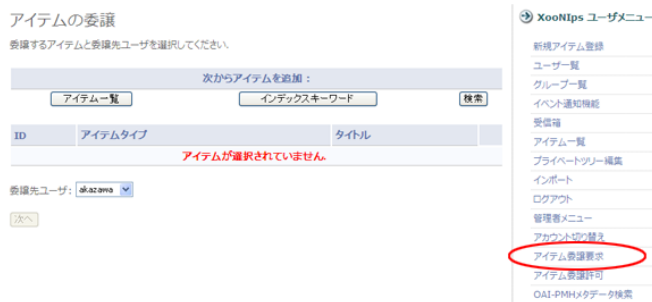 アイテムの委譲
委譲するアイテムと委譲先ユーザを選択してください。
次からアイテムを追加：
アイテム一覧 インデックスキーワード 検索
ID アイテムタイプ タイトル
アイテムが選択されていません。
委譲先ユーザ: akazawa
次へ
XooNIps ユーザメニュー
新規アイテム登録
ユーザ一覧
グループ一覧
イベント通知機能
受信箱
アイテム一覧
プライベートツリー編集
インポート
ログアウト
管理者メニュー
アカウント切り替え
アイテム委譲要求
アイテム委譲許可
OAI-PMHメタデータ検索